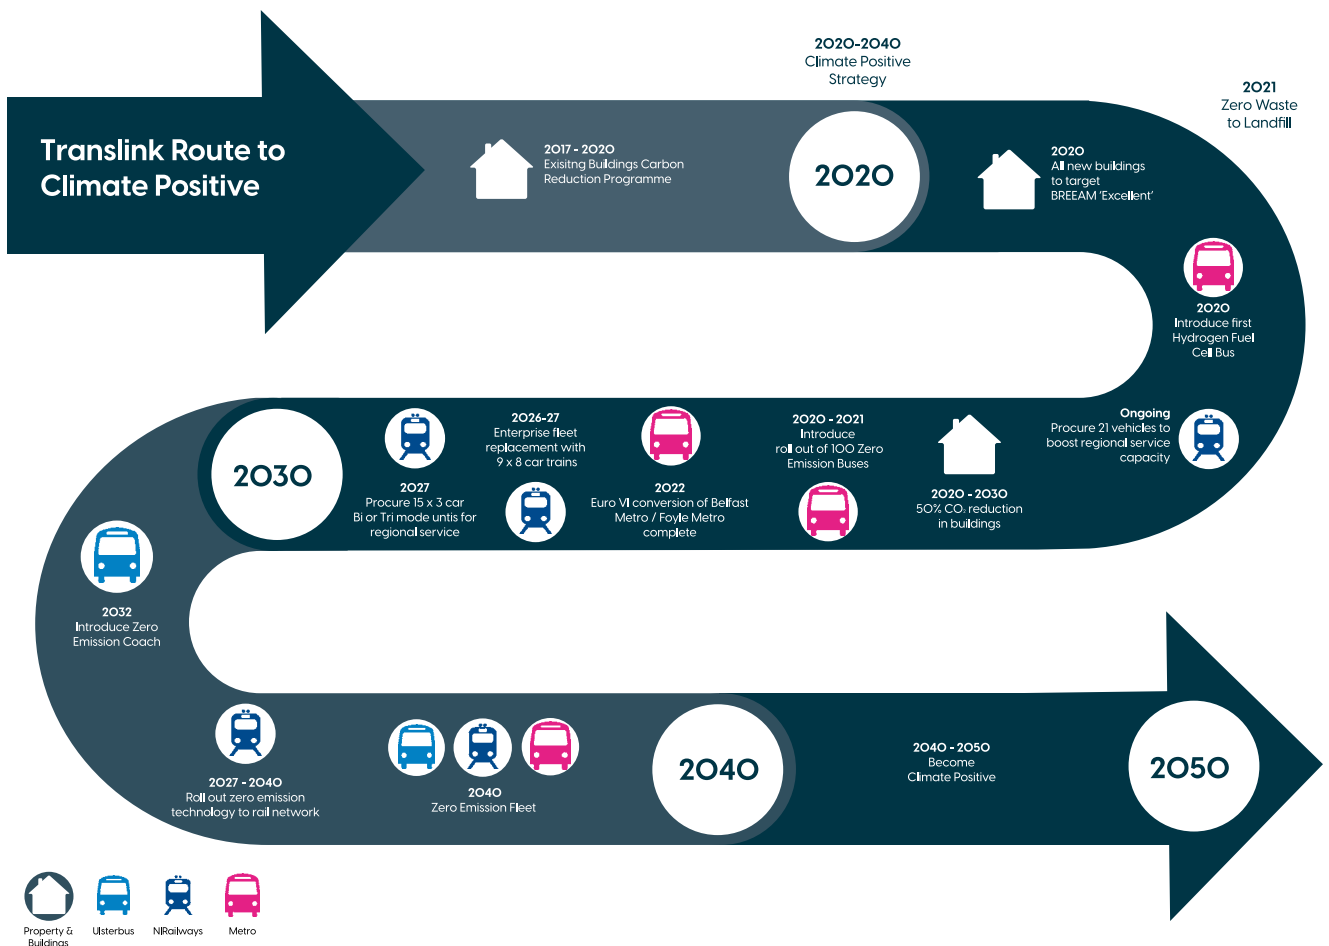 Translink Route to
Climate Positive
2017 - 2020
Exisitng Buildings Carbon
Reduction Programme
2020-2040
Climate Positive
Strategy
2020
2020
All new buildings
to target
BREEAM ‘Excellent’
2021
Zero Waste
to Landfill
2020
Introduce first
Hydrogen Fuel
Cell Bus
Ongoing
Procure 21 vehicles to
boost regional service
capacity
2020 - 2030
50% CO₂ reduction
in buildings
2020 - 2021
Introduce
roll out of 100 Zero
Emission Buses
2022
Euro VI conversion of Belfast
Metro / Foyle Metro
complete
2026-27
Enterprise fleet
replacement with
9 x 8 car trains
2027
Procure 15 x 3 car
Bi or Tri mode untis for
regional service
2030
2032
Introduce Zero
Emission Coach
2027 - 2040
Roll out zero emission
technology to rail network
2040
Zero Emission Fleet
2040
2040 - 2050
Become
Climate Positive
2050
Property &
Buildings
Ulsterbus
NIRailways
Metro